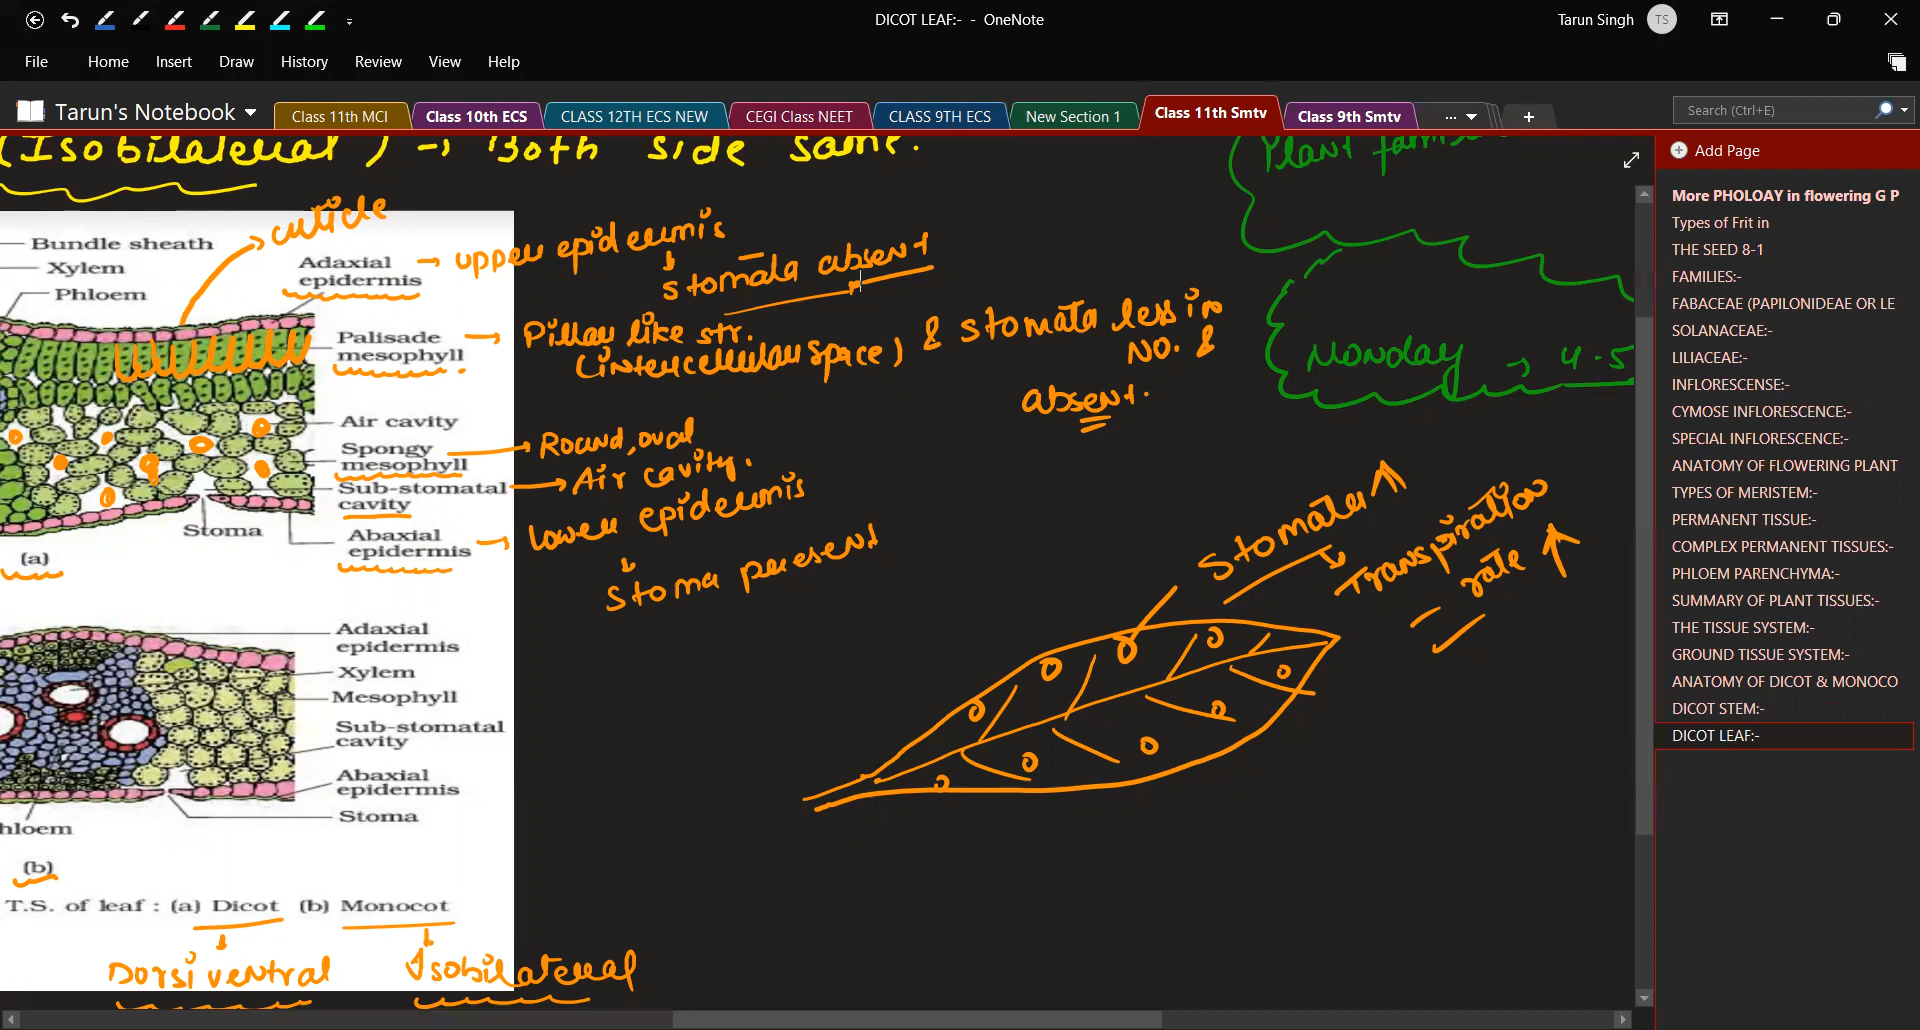 DICOT LEAF:- - OneNote
Tarun Singh
TS
File Home Insert Draw History Review View Help
Tarun's Notebook
Class 11th MCI
Class 10th ECS
CLASS 12TH ECS NEW
CEGI Class NEET
CLASS 9TH ECS
New Section 1
Class 11th Smtv
Class 9th Smtv
...
+
Search (Ctrl+E)
(Isobilateral) → Both side same.
Plant
Monday → 4.5
cuticle
Bundle sheath
Xylem
Phloem
Adaxial
epidermis
→ upper epidermis
stomata absent
Palisade
mesophyll
→ Pillar like str.
(intercellular space)
& stomata less in
NO. &
absent.
Air cavity
Spongy
mesophyll
→ Round, oval
Sub-stomatal
cavity
→ Air cavity.
Stoma
Abaxial
epidermis
→ lower epidermis
stoma present
(a)
Stomata ↑
Transpiration
rate ↑
Adaxial
epidermis
Xylem
Mesophyll
Sub-stomatal
cavity
Abaxial
epidermis
Stoma
hloem
(b)
T.S. of leaf : (a) Dicot (b) Monocot
Dorsiventral
Isobilateral
Add Page
More PHOLOAY in flowering G P
Types of Frit in
THE SEED 8-1
FAMILIES:-
FABACEAE (PAPILONIDEAE OR LE
SOLANACEAE:-
LILIACEAE:-
INFLORESCENSE:-
CYMOSE INFLORESCENCE:-
SPECIAL INFLORESCENCE:-
ANATOMY OF FLOWERING PLANT
TYPES OF MERISTEM:-
PERMANENT TISSUE:-
COMPLEX PERMANENT TISSUES:-
PHLOEM PARENCHYMA:-
SUMMARY OF PLANT TISSUES:-
THE TISSUE SYSTEM:-
GROUND TISSUE SYSTEM:-
ANATOMY OF DICOT & MONOCO
DICOT STEM:-
DICOT LEAF:-